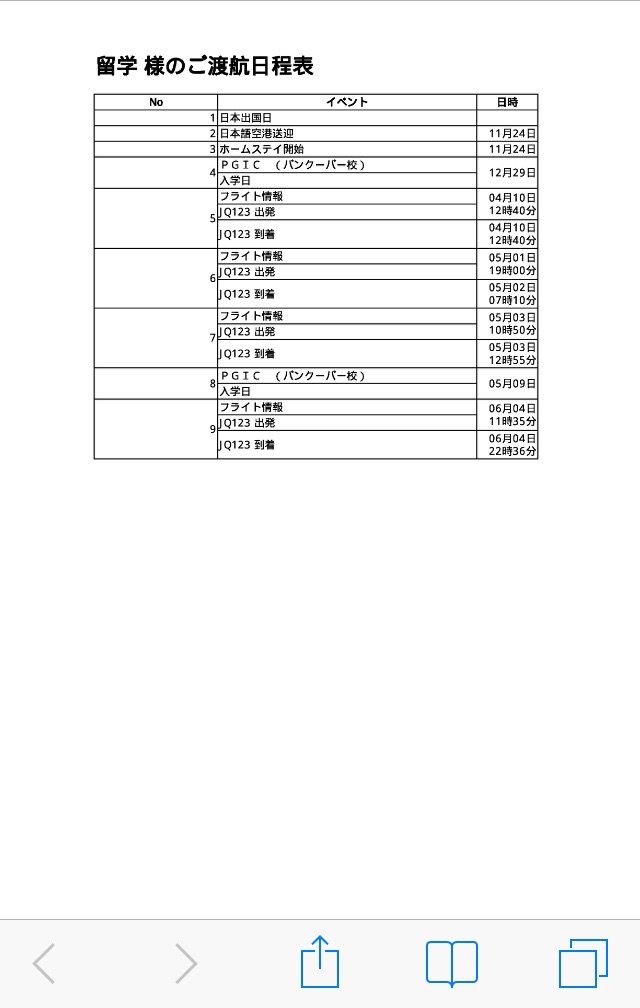 留学 様のご渡航日程表
No イベント 日時
1 日本出国日
2 日本語空港送迎 11月24日
3 ホームステイ開始 11月24日
4 ＰＧＩＣ　（バンクーバー校） 12月29日
入学日
5 フライト情報 04月10日
JQ123 出発 12時40分
JQ123 到着 04月10日
12時40分
6 フライト情報 05月01日
JQ123 出発 19時00分
JQ123 到着 05月02日
07時10分
7 フライト情報 05月03日
JQ123 出発 10時50分
JQ123 到着 05月03日
12時55分
8 ＰＧＩＣ　（バンクーバー校） 05月09日
入学日
9 フライト情報 06月04日
JQ123 出発 11時35分
JQ123 到着 06月04日
22時36分